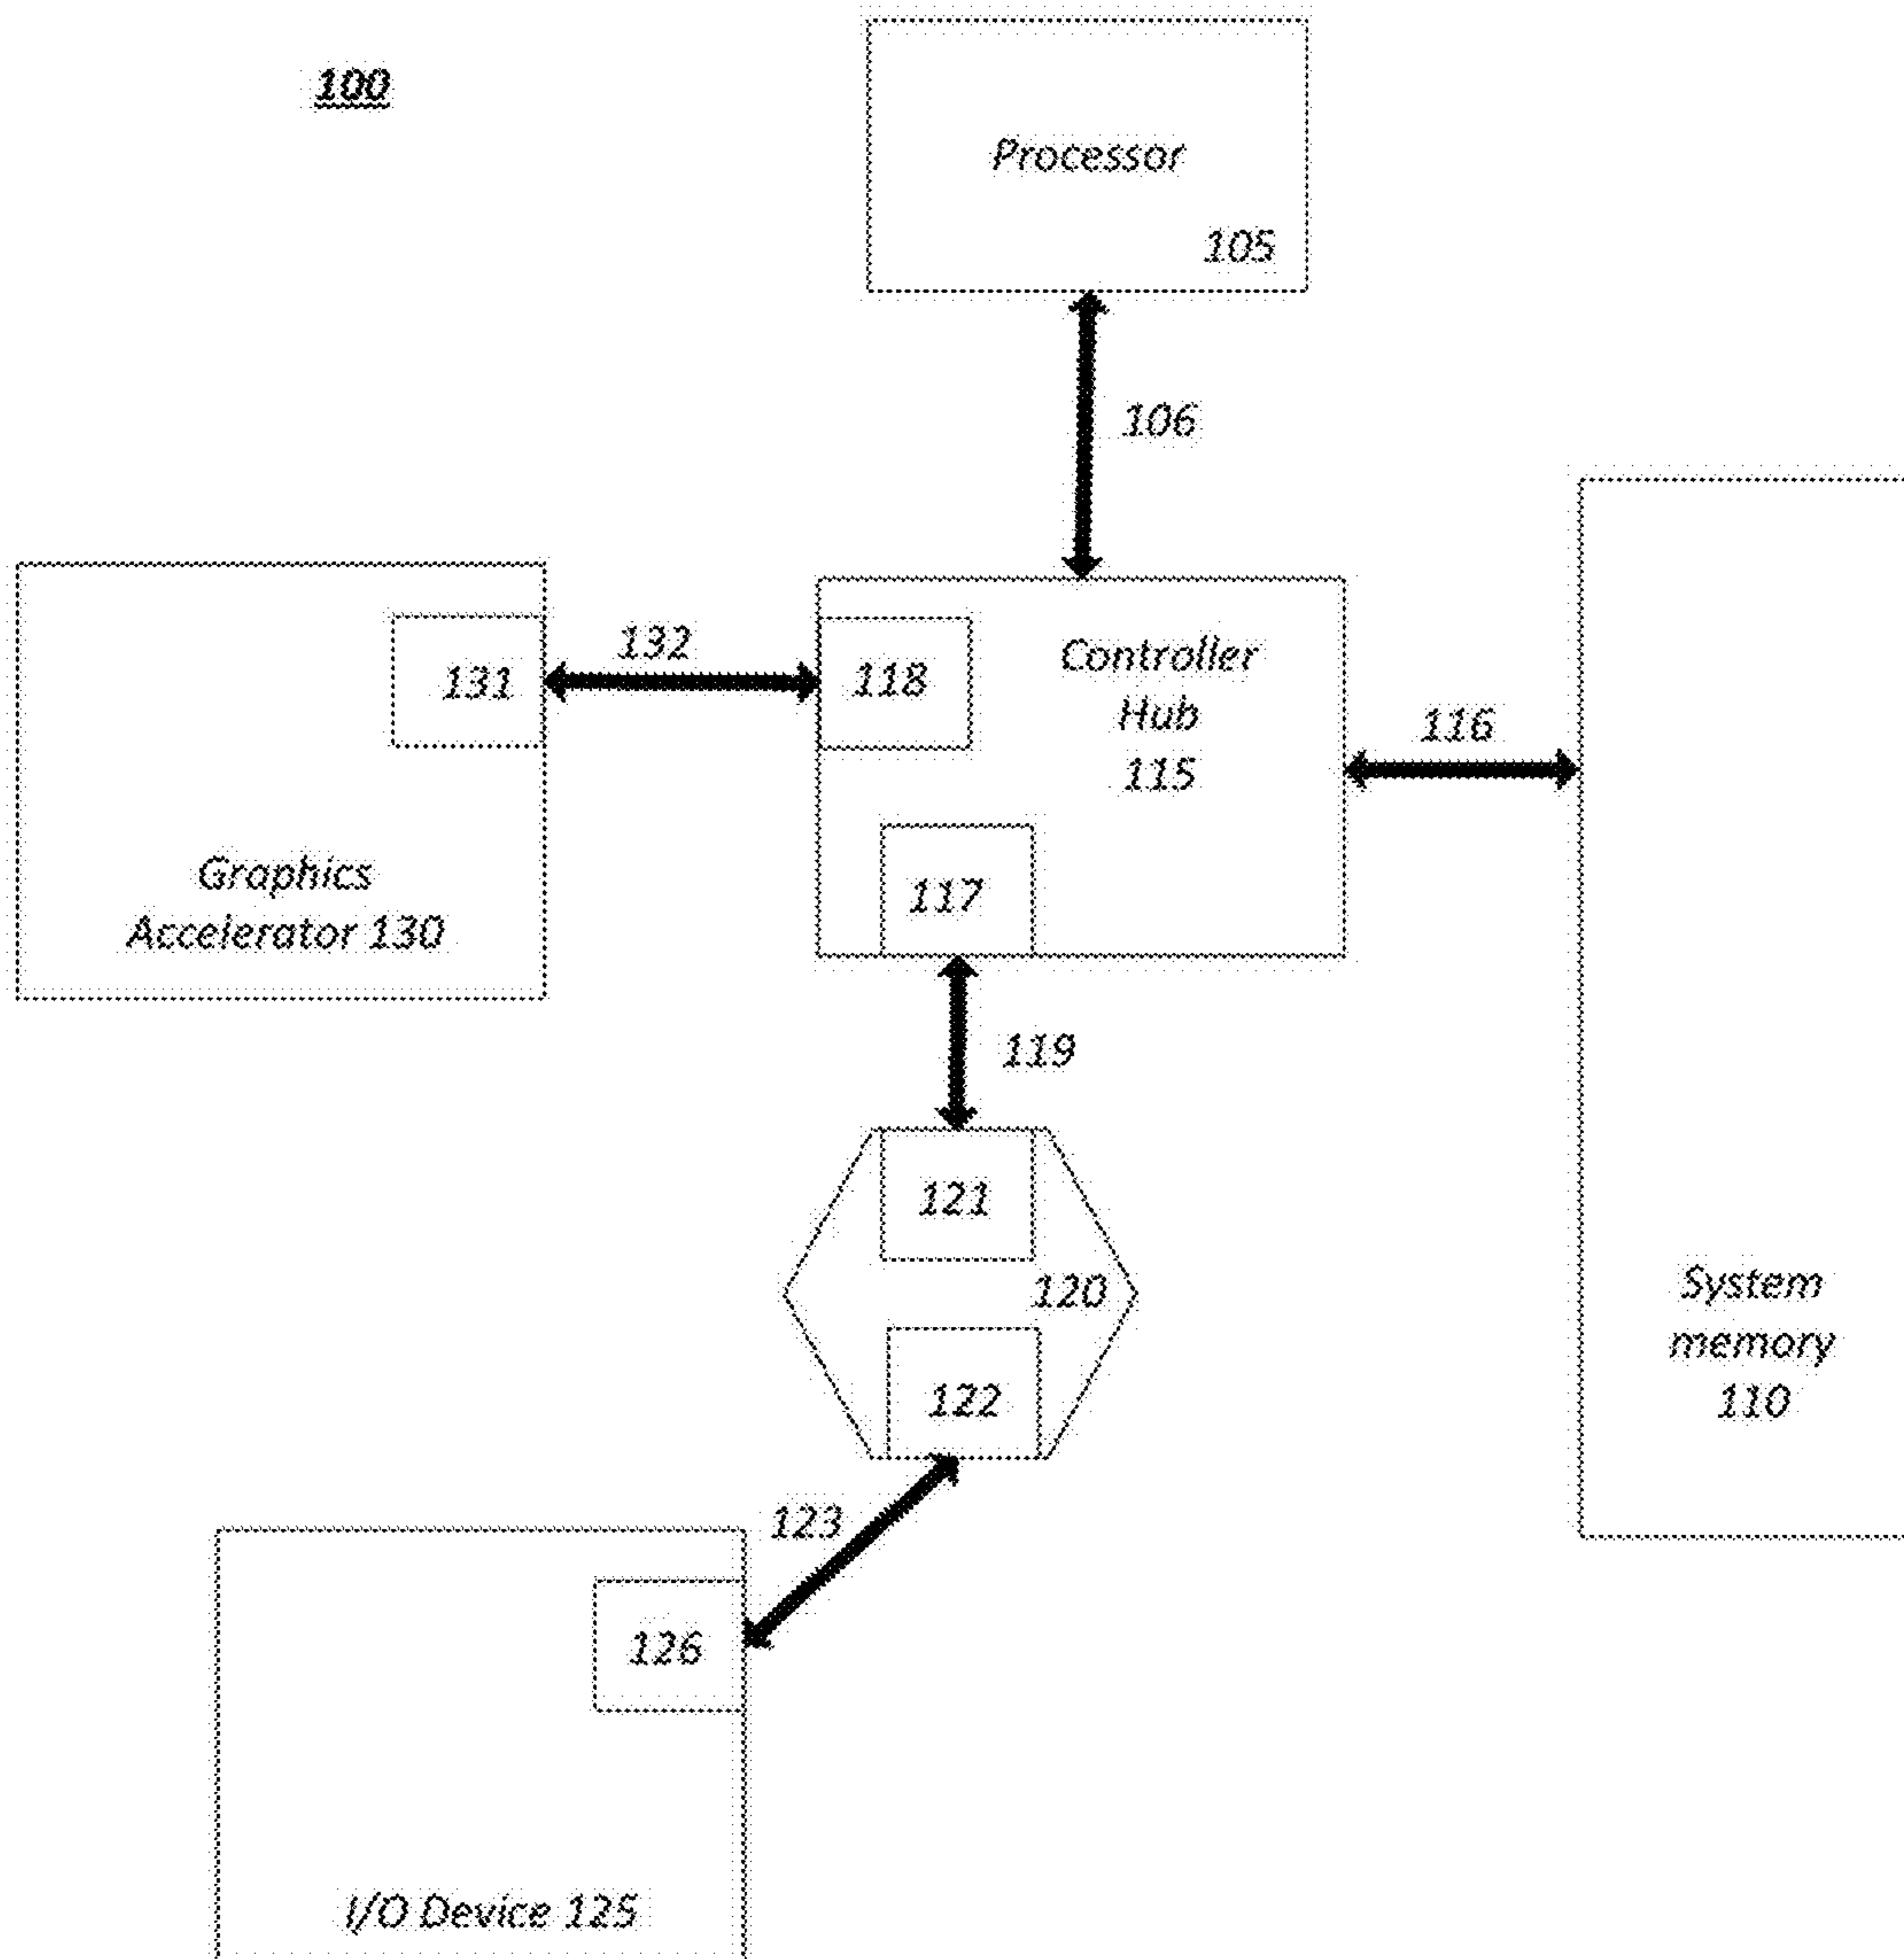 100
Processor
105
106
132
131
118
Controller
Hub
115
116
Graphics
Accelerator 130
117
119
121
120
122
System
memory
110
123
126
I/O Device 125